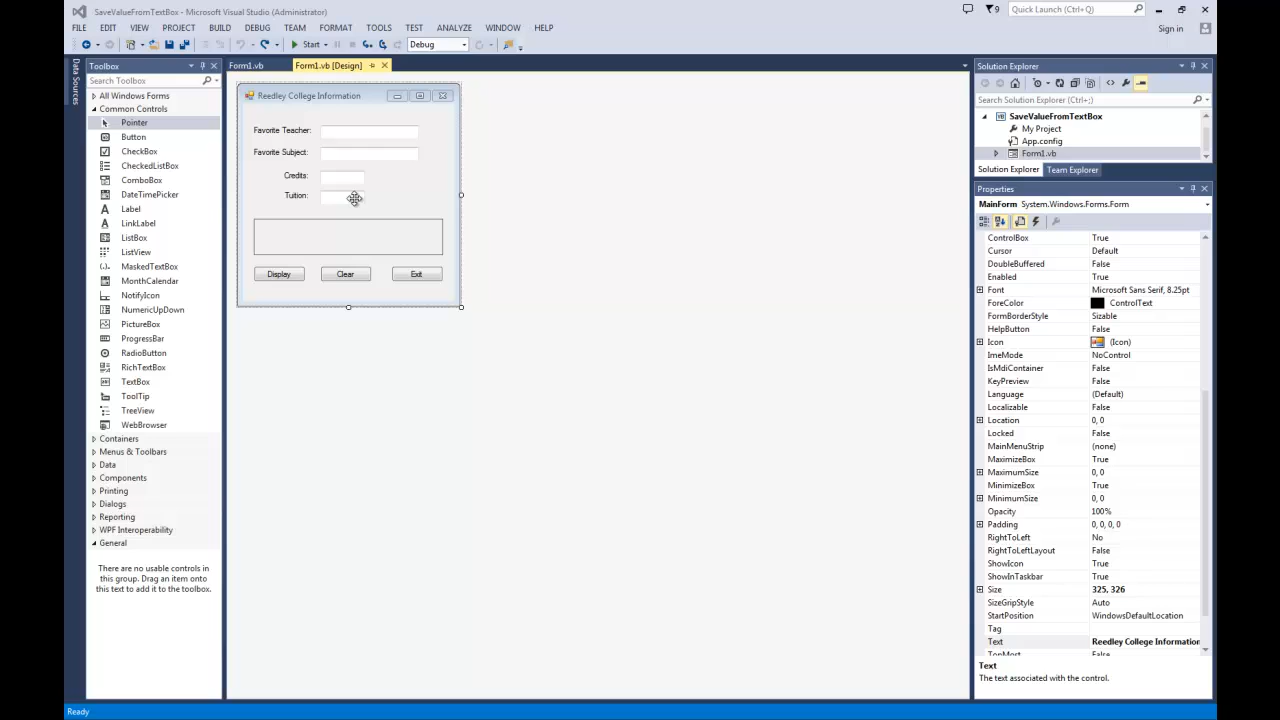 SaveValueFromTextBox - Microsoft Visual Studio (Administrator)
9
Quick Launch (Ctrl+;)
FILE EDIT VIEW PROJECT BUILD DEBUG TEAM FORMAT TOOLS TEST ANALYZE WINDOW HELP
Sign in
Start
Debug
Data Sources
Toolbox
Search Toolbox
All Windows Forms
Common Controls
Pointer
Button
CheckBox
CheckedListBox
ComboBox
DateTimePicker
Label
LinkLabel
ListBox
ListView
MaskedTextBox
MonthCalendar
NotifyIcon
NumericUpDown
PictureBox
ProgressBar
RadioButton
RichTextBox
TextBox
ToolTip
TreeView
WebBrowser
Containers
Menus & Toolbars
Data
Components
Printing
Dialogs
Reporting
WPF Interoperability
General
There are no usable controls in
this group. Drag an item onto
this text to add it to the toolbox.
Form1.vb
Form1.vb [Design]
Reedley College Information
Favorite Teacher:
Favorite Subject:
Credits:
Tuition:
Display Clear Exit
Solution Explorer
Search Solution Explorer (Ctrl+;)
SaveValueFromTextBox
My Project
App.config
Form1.vb
Solution Explorer Team Explorer
Properties
MainForm System.Windows.Forms.Form
ControlBox True
Cursor Default
DoubleBuffered False
Enabled True
Font Microsoft Sans Serif, 8.25pt
ForeColor ControlText
FormBorderStyle Sizable
HelpButton False
Icon (Icon)
ImeMode NoControl
IsMdiContainer False
KeyPreview False
Language (Default)
Localizable False
Location 0, 0
Locked False
MainMenuStrip (none)
MaximizeBox True
MaximumSize 0, 0
MinimizeBox True
MinimumSize 0, 0
Opacity 100%
Padding 0, 0, 0, 0
RightToLeft No
RightToLeftLayout False
ShowIcon True
ShowInTaskbar True
Size 325, 326
SizeGripStyle Auto
StartPosition WindowsDefaultLocation
Tag
Text Reedley College Information
TopMost False
Text
The text associated with the control.
Ready